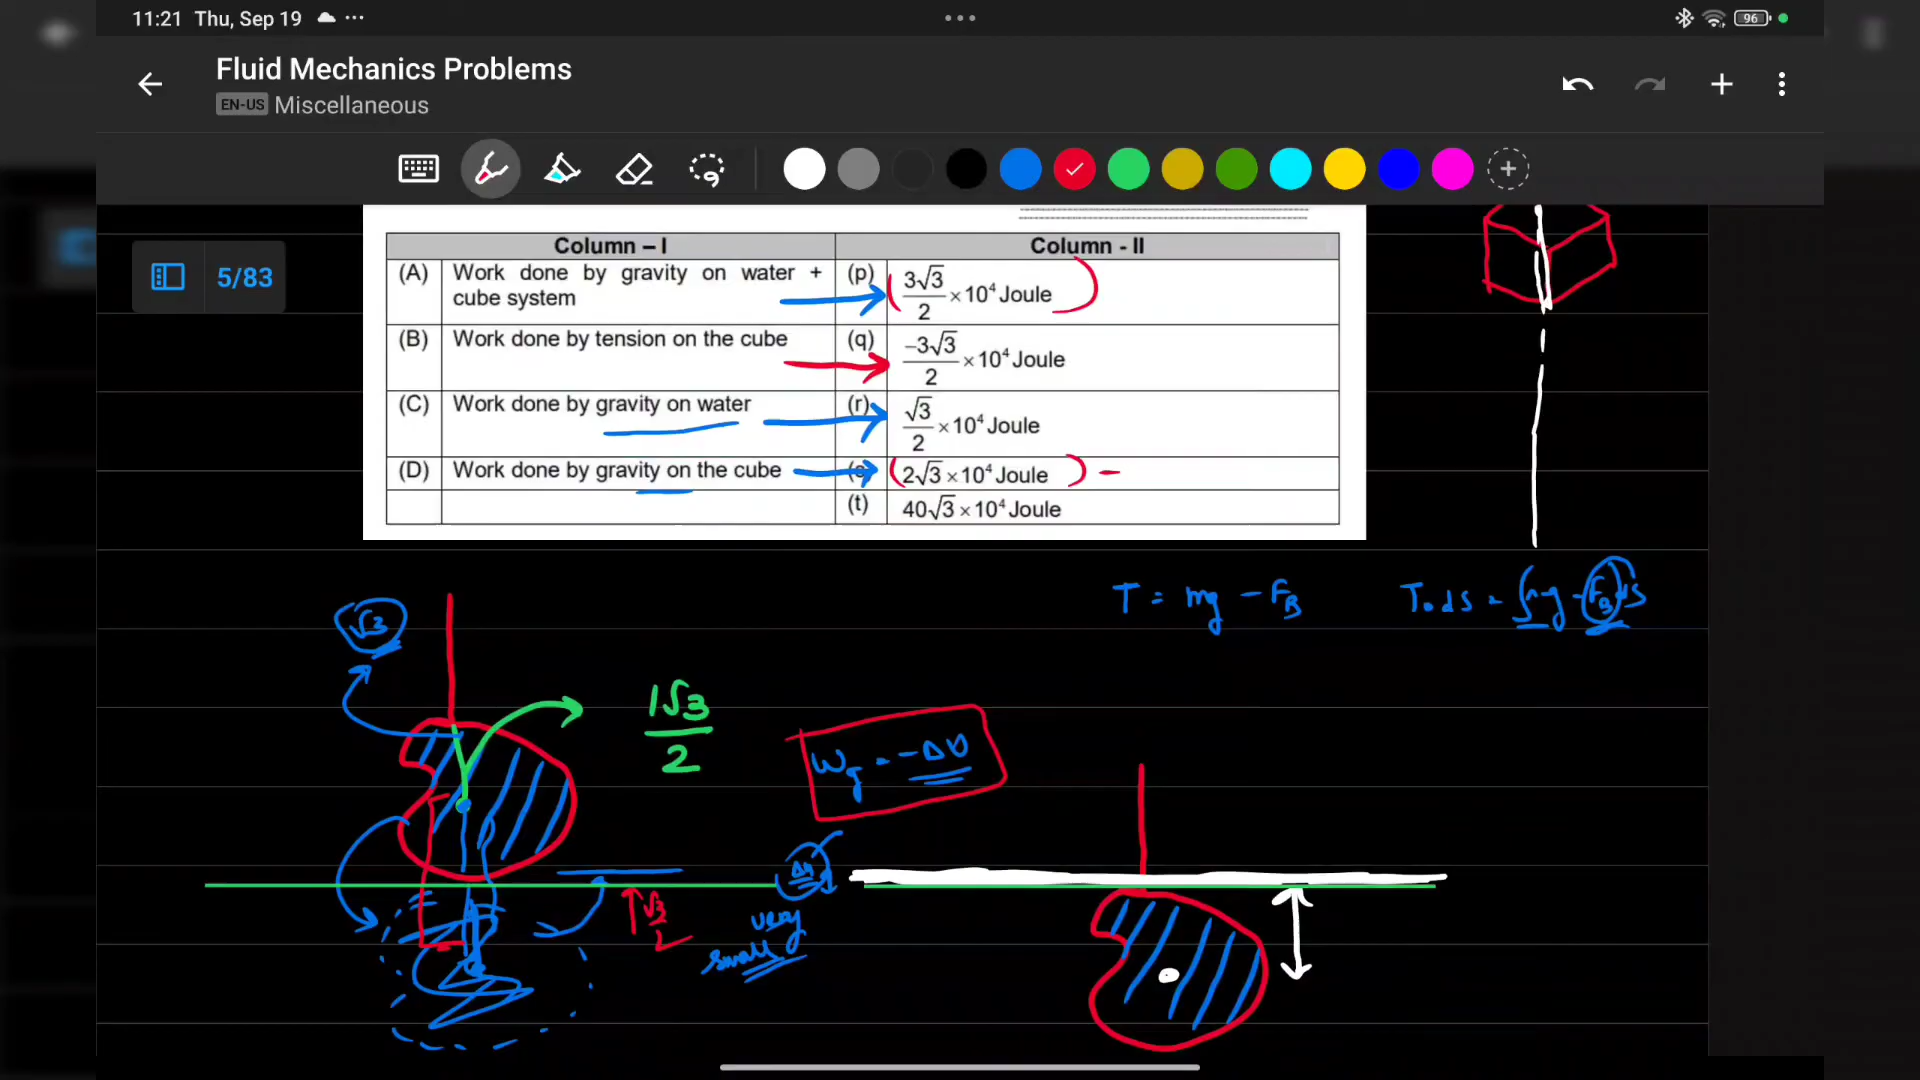 11:21 Thu, Sep 19
96
Fluid Mechanics Problems
EN-US Miscellaneous
5/83
Column – I
Column - II
(A) Work done by gravity on water + cube system
(p) 3√3/2 ×10⁴ Joule
(B) Work done by tension on the cube
(q) −3√3/2 ×10⁴ Joule
(C) Work done by gravity on water
(r) √3/2 ×10⁴ Joule
(D) Work done by gravity on the cube
2√3×10⁴ Joule
(t) 40√3×10⁴ Joule
T = mg − F_B
√3
1√3/2
W_g = −ΔU
√3/2
very
small